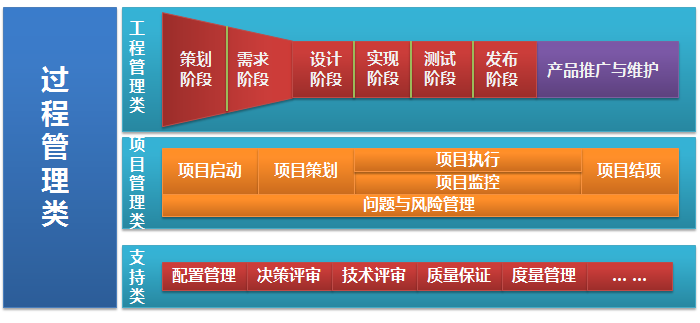 过程管理类
工程管理类
策划阶段
需求阶段
设计阶段
实现阶段
测试阶段
发布阶段
产品推广与维护
项目管理类
项目启动
项目策划
项目执行
项目监控
项目结项
问题与风险管理
支持类
配置管理
决策评审
技术评审
质量保证
度量管理
... ...